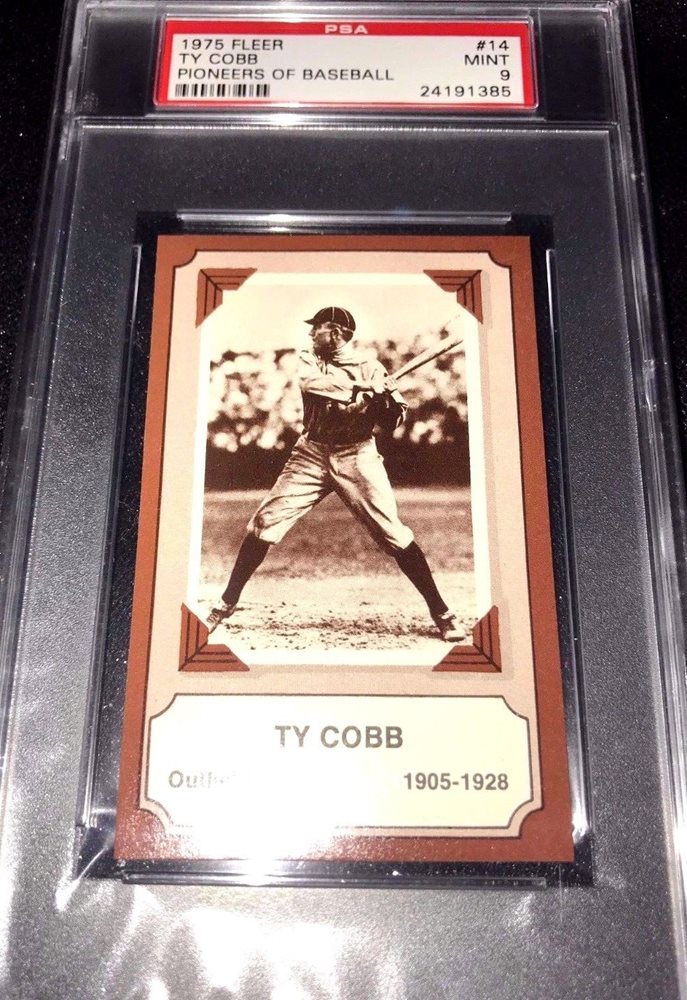 PSA
1975 FLEER #14
TY COBB MINT
PIONEERS OF BASEBALL 9
24191385
TY COBB
1905-1928